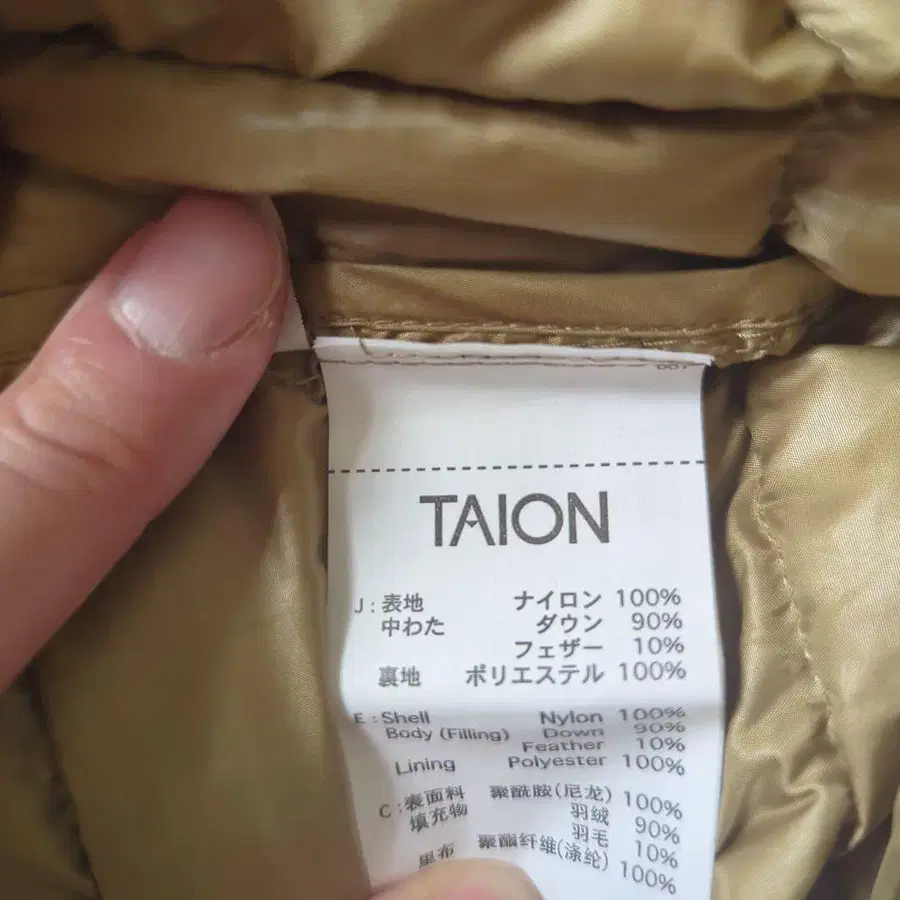 TAION
J : 表地 ナイロン 100%
中わた ダウン 90%
フェザー 10%
裏地 ポリエステル 100%
E : Shell Nylon 100%
Body (Filling) Down 90%
Feather 10%
Lining Polyester 100%
C : 表面料 聚酰胺(尼龙) 100%
填充物 羽绒 90%
羽毛 10%
里布 聚酯纤维(涤纶) 100%